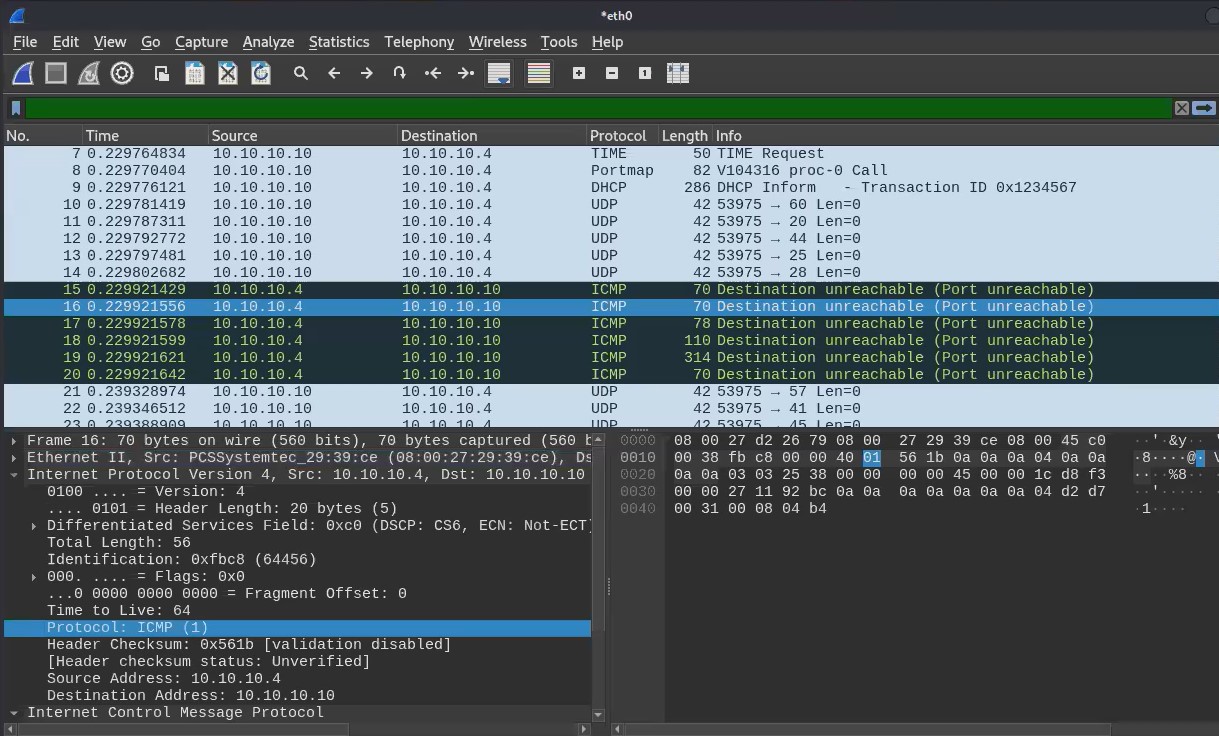 *eth0
File Edit View Go Capture Analyze Statistics Telephony Wireless Tools Help
No. Time Source Destination Protocol Length Info
7 0.229764834 10.10.10.10 10.10.10.4 TIME 50 TIME Request
8 0.229770404 10.10.10.10 10.10.10.4 Portmap 82 V104316 proc-0 Call
9 0.229776121 10.10.10.10 10.10.10.4 DHCP 286 DHCP Inform - Transaction ID 0x1234567
10 0.229781419 10.10.10.10 10.10.10.4 UDP 42 53975 → 60 Len=0
11 0.229787311 10.10.10.10 10.10.10.4 UDP 42 53975 → 20 Len=0
12 0.229792772 10.10.10.10 10.10.10.4 UDP 42 53975 → 44 Len=0
13 0.229797481 10.10.10.10 10.10.10.4 UDP 42 53975 → 25 Len=0
14 0.229802682 10.10.10.10 10.10.10.4 UDP 42 53975 → 28 Len=0
15 0.229921429 10.10.10.4 10.10.10.10 ICMP 70 Destination unreachable (Port unreachable)
16 0.229921556 10.10.10.4 10.10.10.10 ICMP 70 Destination unreachable (Port unreachable)
17 0.229921578 10.10.10.4 10.10.10.10 ICMP 78 Destination unreachable (Port unreachable)
18 0.229921599 10.10.10.4 10.10.10.10 ICMP 110 Destination unreachable (Port unreachable)
19 0.229921621 10.10.10.4 10.10.10.10 ICMP 314 Destination unreachable (Port unreachable)
20 0.229921642 10.10.10.4 10.10.10.10 ICMP 70 Destination unreachable (Port unreachable)
21 0.239328974 10.10.10.10 10.10.10.4 UDP 42 53975 → 57 Len=0
22 0.239346512 10.10.10.10 10.10.10.4 UDP 42 53975 → 41 Len=0
23 0.239388909 10.10.10.10 10.10.10.4 UDP 42 53975 → 45 Len=0
Frame 16: 70 bytes on wire (560 bits), 70 bytes captured (560 b
Ethernet II, Src: PCSSystemtec_29:39:ce (08:00:27:29:39:ce), Ds
Internet Protocol Version 4, Src: 10.10.10.4, Dst: 10.10.10.10
0100 .... = Version: 4
.... 0101 = Header Length: 20 bytes (5)
Differentiated Services Field: 0xc0 (DSCP: CS6, ECN: Not-ECT)
Total Length: 56
Identification: 0xfbc8 (64456)
000. .... = Flags: 0x0
...0 0000 0000 0000 = Fragment Offset: 0
Time to Live: 64
Protocol: ICMP (1)
Header Checksum: 0x561b [validation disabled]
[Header checksum status: Unverified]
Source Address: 10.10.10.4
Destination Address: 10.10.10.10
Internet Control Message Protocol
0000 08 00 27 d2 26 79 08 00 27 29 39 ce 08 00 45 c0 ··'·&y··
0010 00 38 fb c8 00 00 40 01 56 1b 0a 0a 0a 04 0a 0a ·8····@·
0020 0a 0a 03 03 25 38 00 00 00 00 45 00 00 1c d8 f3 ····%8··
0030 00 00 27 11 92 bc 0a 0a 0a 0a 0a 0a 0a 04 d2 d7 ··'·····
0040 00 31 00 08 04 b4 ·1····